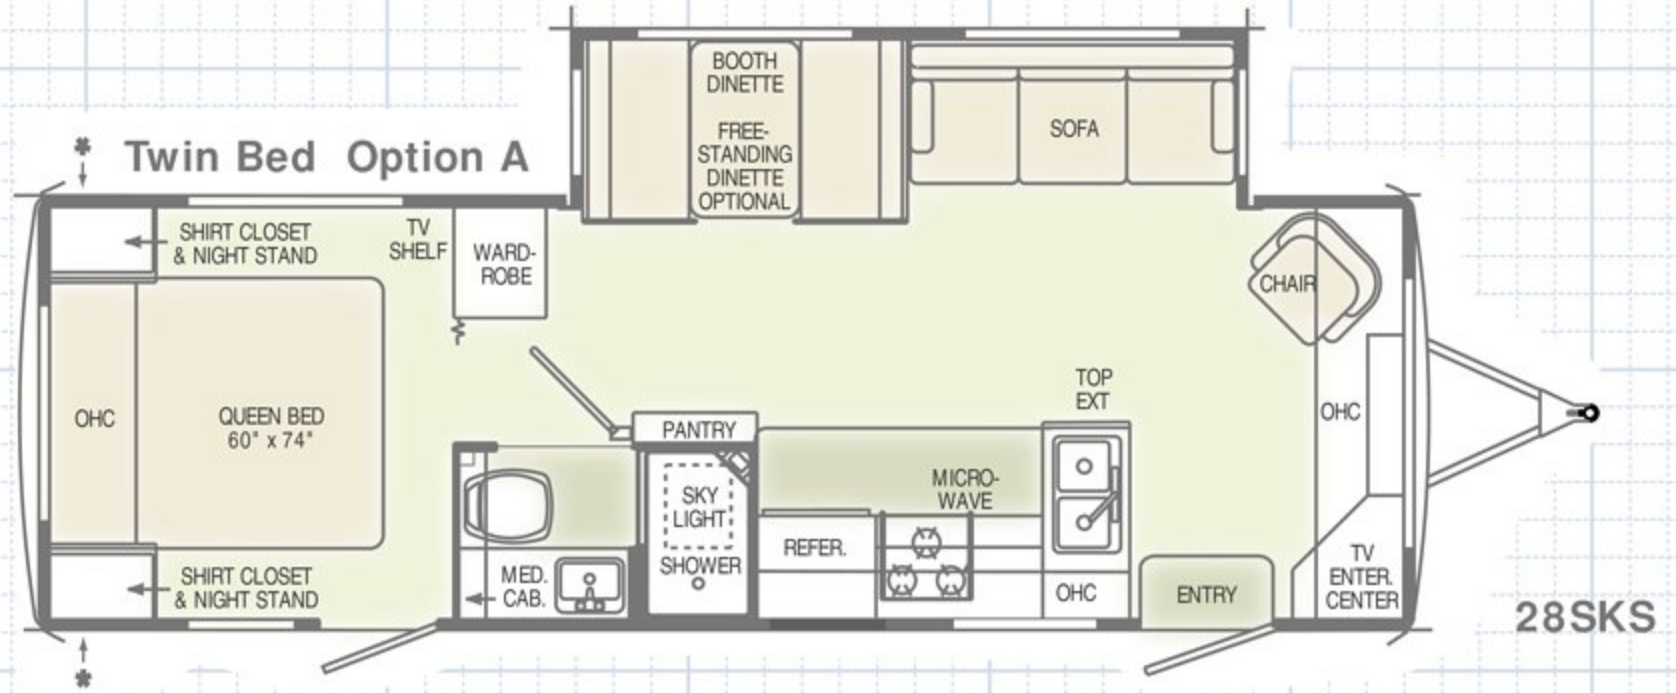 BOOTH
DINETTE
FREE-
STANDING
DINETTE
OPTIONAL
SOFA
*
Twin Bed Option A
SHIRT CLOSET
& NIGHT STAND
TV
SHELF
WARD-
ROBE
CHAIR
OHC
QUEEN BED
60" x 74"
TOP
EXT
OHC
PANTRY
MICRO-
WAVE
SKY
LIGHT
SHOWER
REFER.
MED.
CAB.
OHC
ENTRY
TV
ENTER.
CENTER
SHIRT CLOSET
& NIGHT STAND
28SKS
*